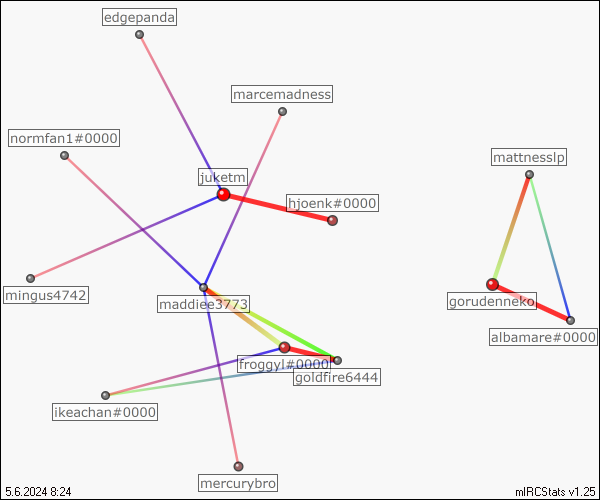 edgepanda
marcemadness
normfan1#0000
mattnesslp
juketm
hjoenk#0000
mingus4742
maddiee3773
gorudenneko
albamare#0000
froggyl#0000
goldfire6444
ikeachan#0000
mercurybro
5.6.2024 8:24
mIRCStats v1.25